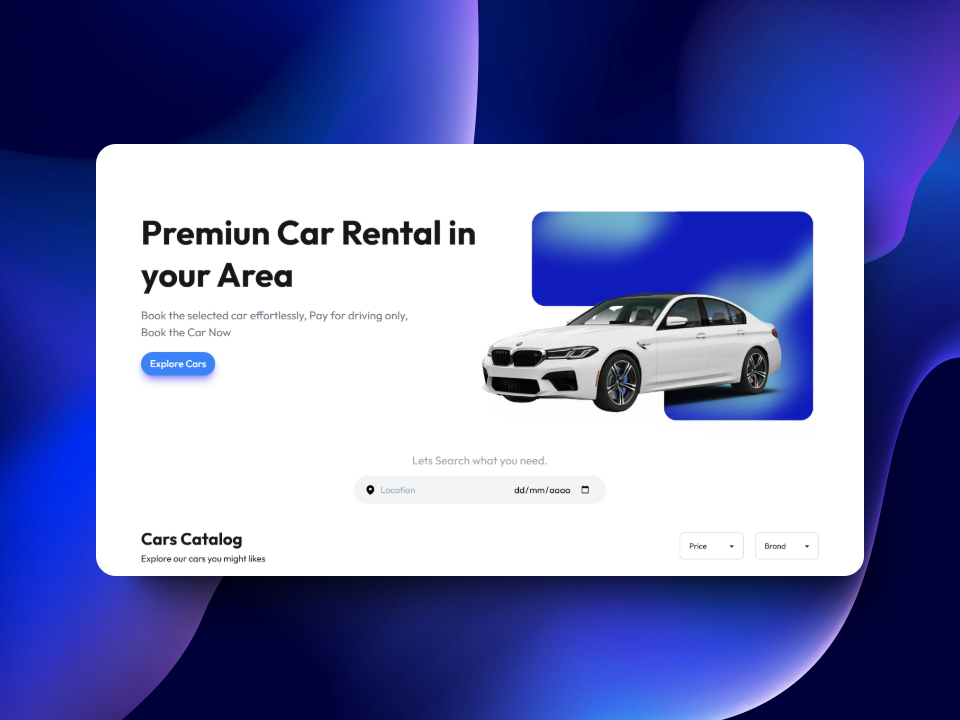 Premiun Car Rental in
your Area
Book the selected car effortlessly, Pay for driving only,
Book the Car Now
Explore Cars
Lets Search what you need.
Location
dd/mm/aaaa
Cars Catalog
Price
Brand
Explore our cars you might likes